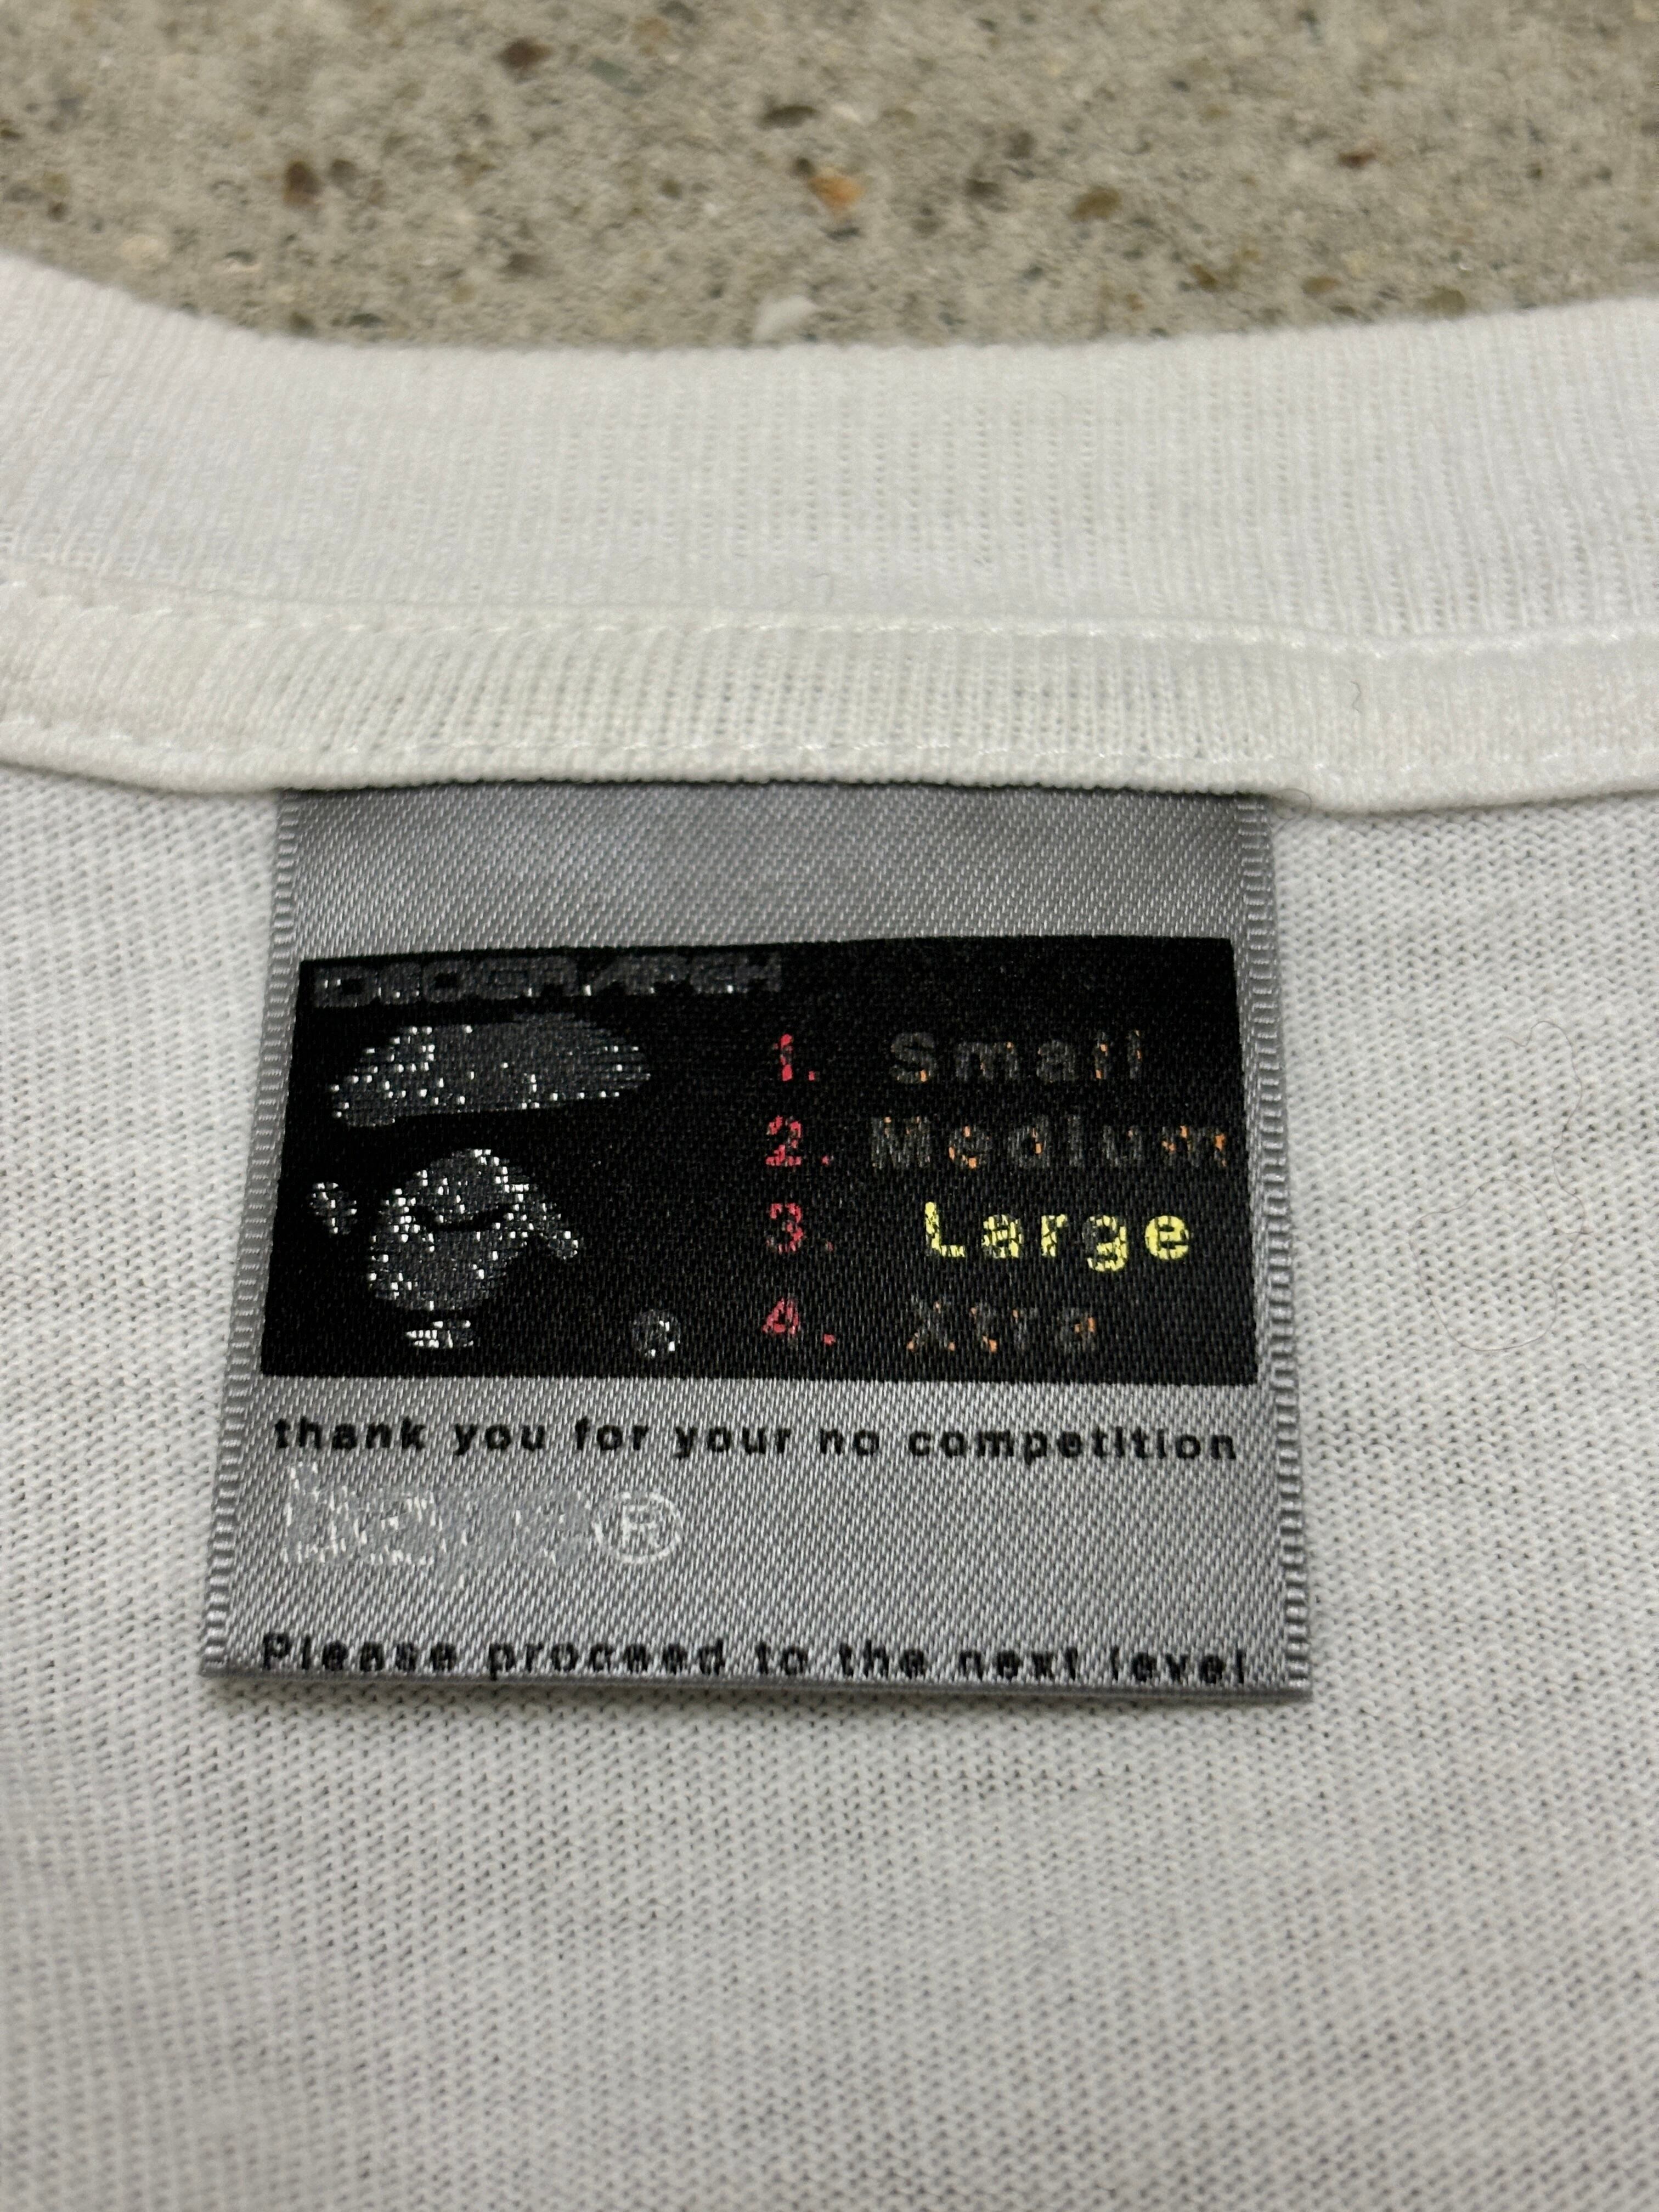 1. Small
2. Medium
3. Large
4. Xtra
thank you for your no competition
®
Please proceed to the next level